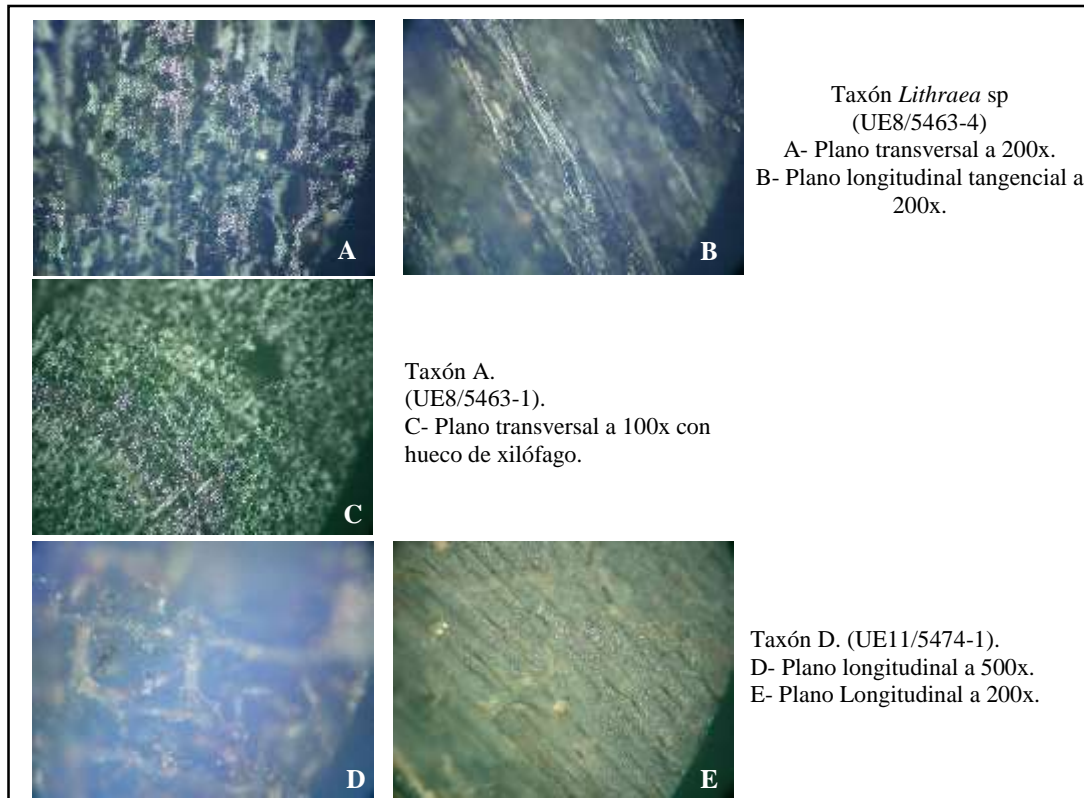 Taxón Lithraea sp
(UE8/5463-4)
A- Plano transversal a 200x.
B- Plano longitudinal tangencial a
200x.
A
B
Taxón A.
(UE8/5463-1).
C- Plano transversal a 100x con
hueco de xilófago.
C
Taxón D. (UE11/5474-1).
D- Plano longitudinal a 500x.
E- Plano Longitudinal a 200x.
D
E